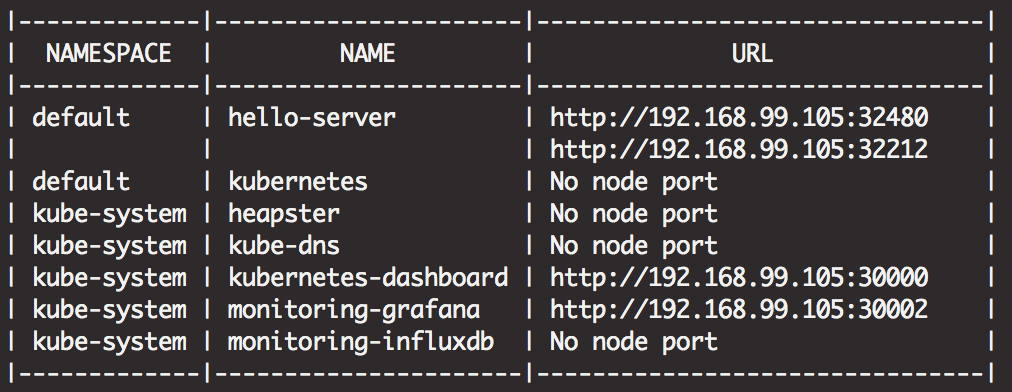 |-------------|----------------------|--------------------------------|
|  NAMESPACE  |         NAME         |              URL               |
|-------------|----------------------|--------------------------------|
| default     | hello-server         | http://192.168.99.105:32480    |
|             |                      | http://192.168.99.105:32212    |
| default     | kubernetes           | No node port                   |
| kube-system | heapster             | No node port                   |
| kube-system | kube-dns             | No node port                   |
| kube-system | kubernetes-dashboard | http://192.168.99.105:30000    |
| kube-system | monitoring-grafana   | http://192.168.99.105:30002    |
| kube-system | monitoring-influxdb  | No node port                   |
|-------------|----------------------|--------------------------------|